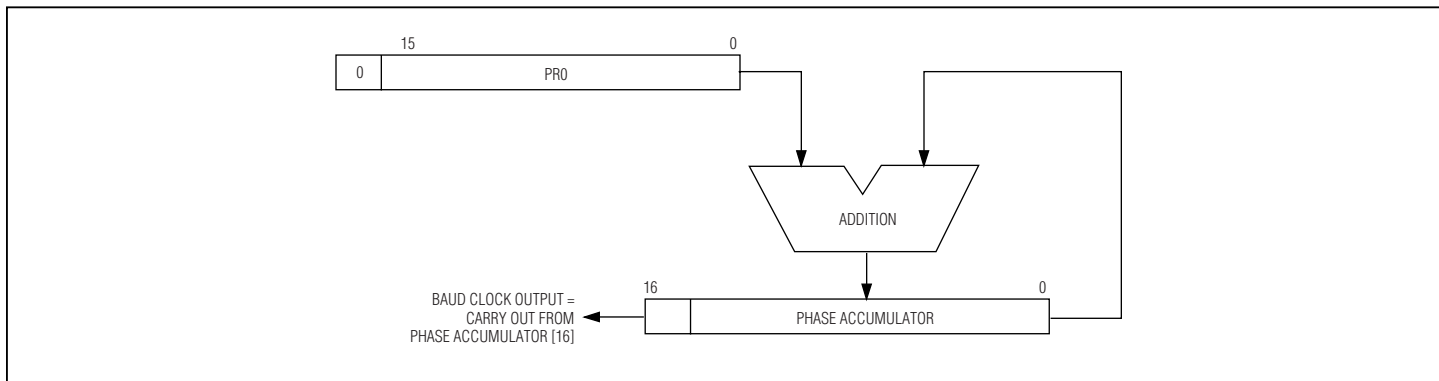 15 0
0 PR0
ADDITION
16 0
BAUD CLOCK OUTPUT =
CARRY OUT FROM
PHASE ACCUMULATOR [16]
PHASE ACCUMULATOR